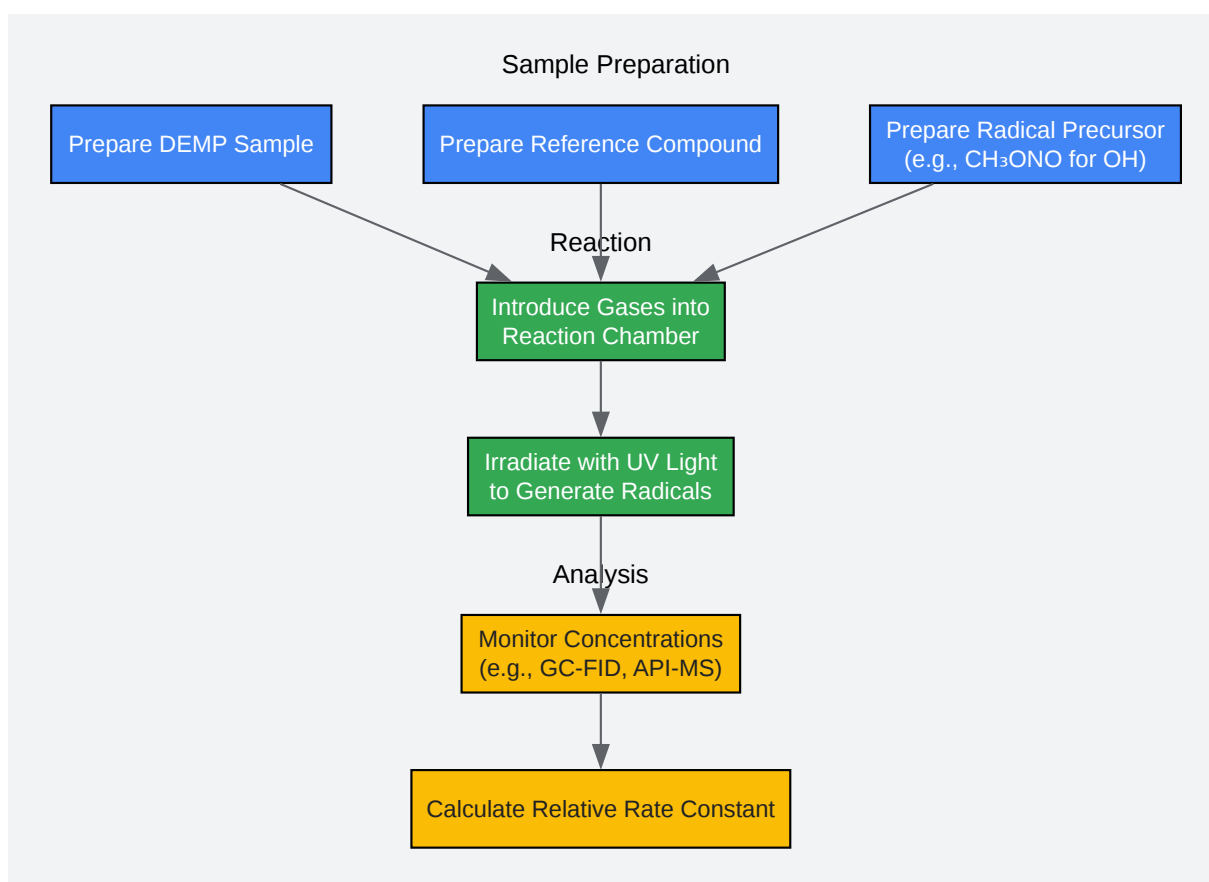 Sample Preparation
Prepare DEMP Sample
Prepare Reference Compound
Prepare Radical Precursor
(e.g., CH₃ONO for OH)
Reaction
Introduce Gases into
Reaction Chamber
Irradiate with UV Light
to Generate Radicals
Analysis
Monitor Concentrations
(e.g., GC-FID, API-MS)
Calculate Relative Rate Constant